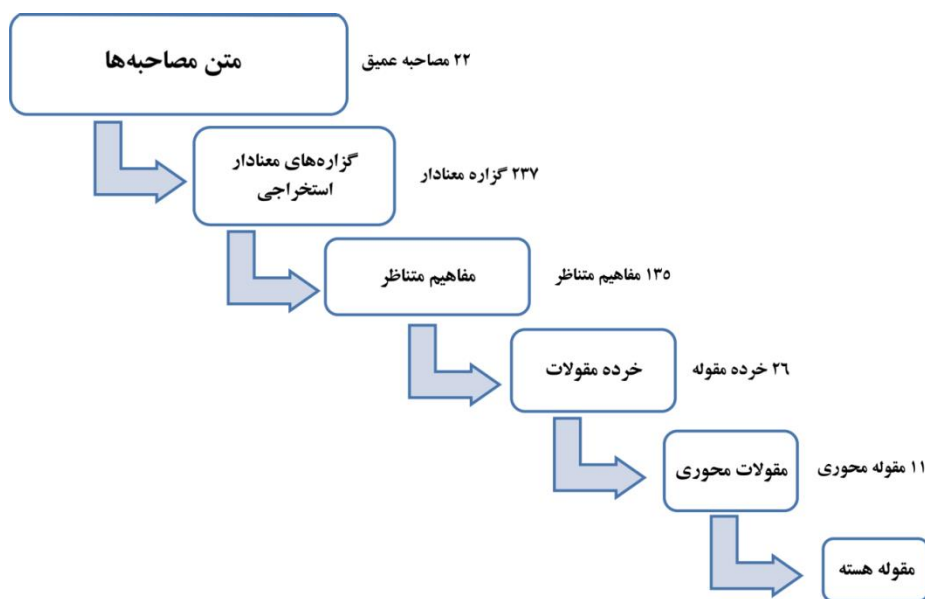 متن مصاحبه‌ها
۲۲ مصاحبه عمیق
گزاره‌های معنادار
استخراجی
۲۳۷ گزاره معنادار
مفاهیم متناظر
۱۳۵ مفاهیم متناظر
خرده مقولات
۲۶ خرده مقوله
مقولات محوری
۱۱ مقوله محوری
مقوله هسته